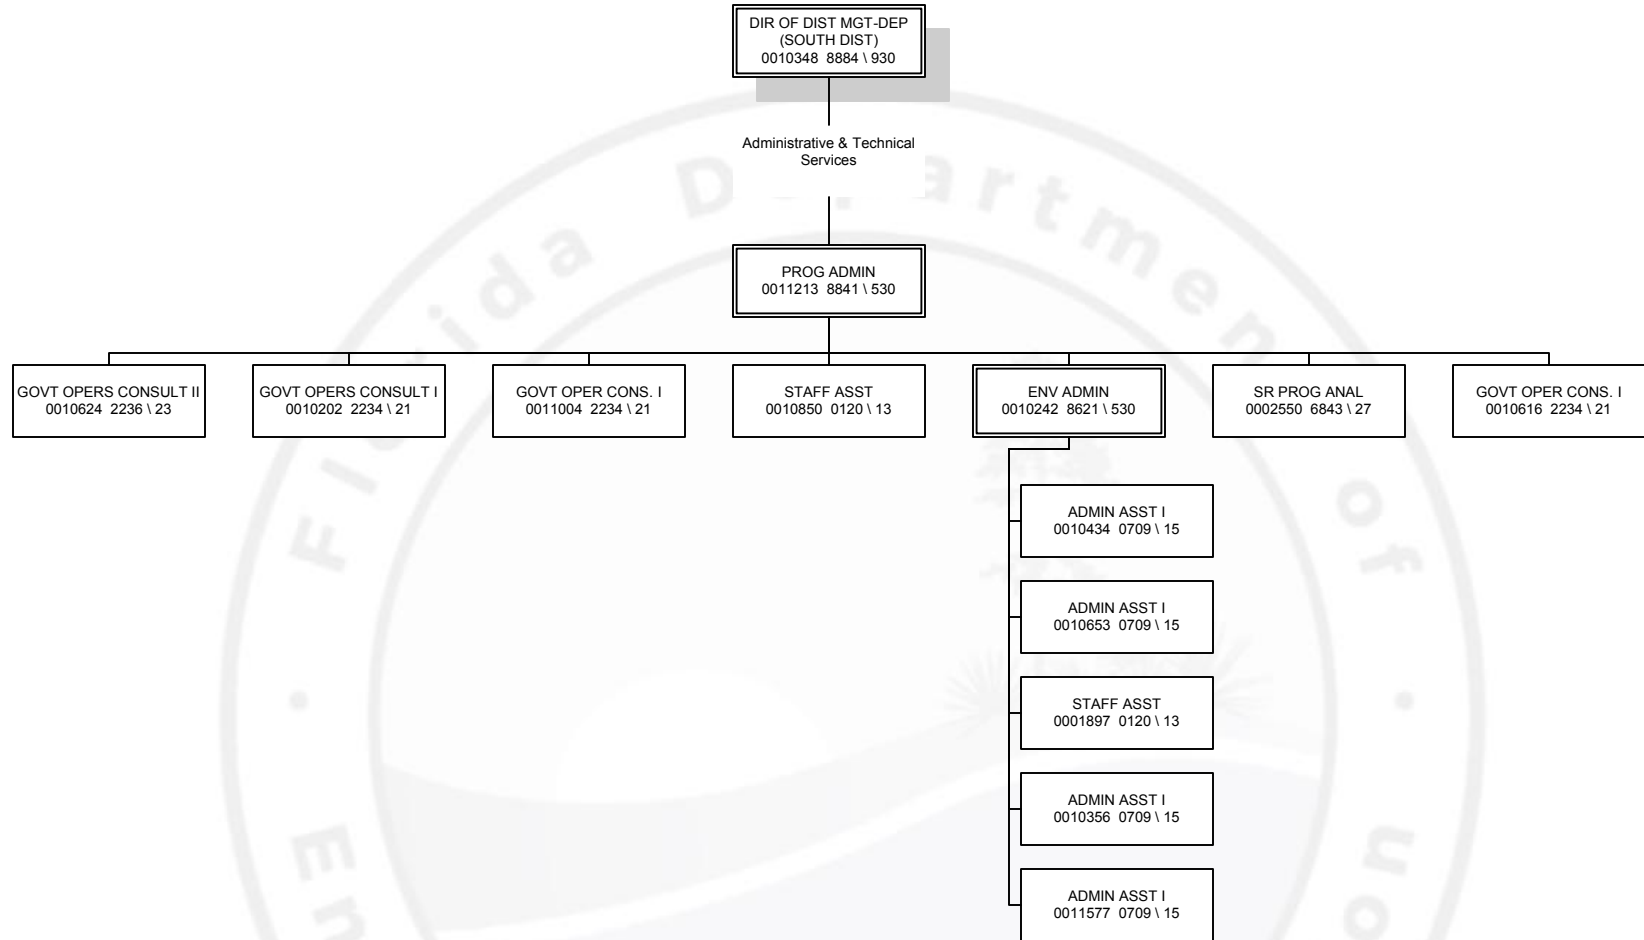 DIR OF DIST MGT-DEP
(SOUTH DIST)
0010348 8884 \ 930
Administrative & Technical
Services
PROG ADMIN
0011213 8841 \ 530
GOVT OPERS CONSULT II
0010624 2236 \ 23
GOVT OPERS CONSULT I
0010202 2234 \ 21
GOVT OPER CONS. I
0011004 2234 \ 21
STAFF ASST
0010850 0120 \ 13
ENV ADMIN
0010242 8621 \ 530
SR PROG ANAL
0002550 6843 \ 27
GOVT OPER CONS. I
0010616 2234 \ 21
ADMIN ASST I
0010434 0709 \ 15
ADMIN ASST I
0010653 0709 \ 15
STAFF ASST
0001897 0120 \ 13
ADMIN ASST I
0010356 0709 \ 15
ADMIN ASST I
0011577 0709 \ 15
Florida Department of